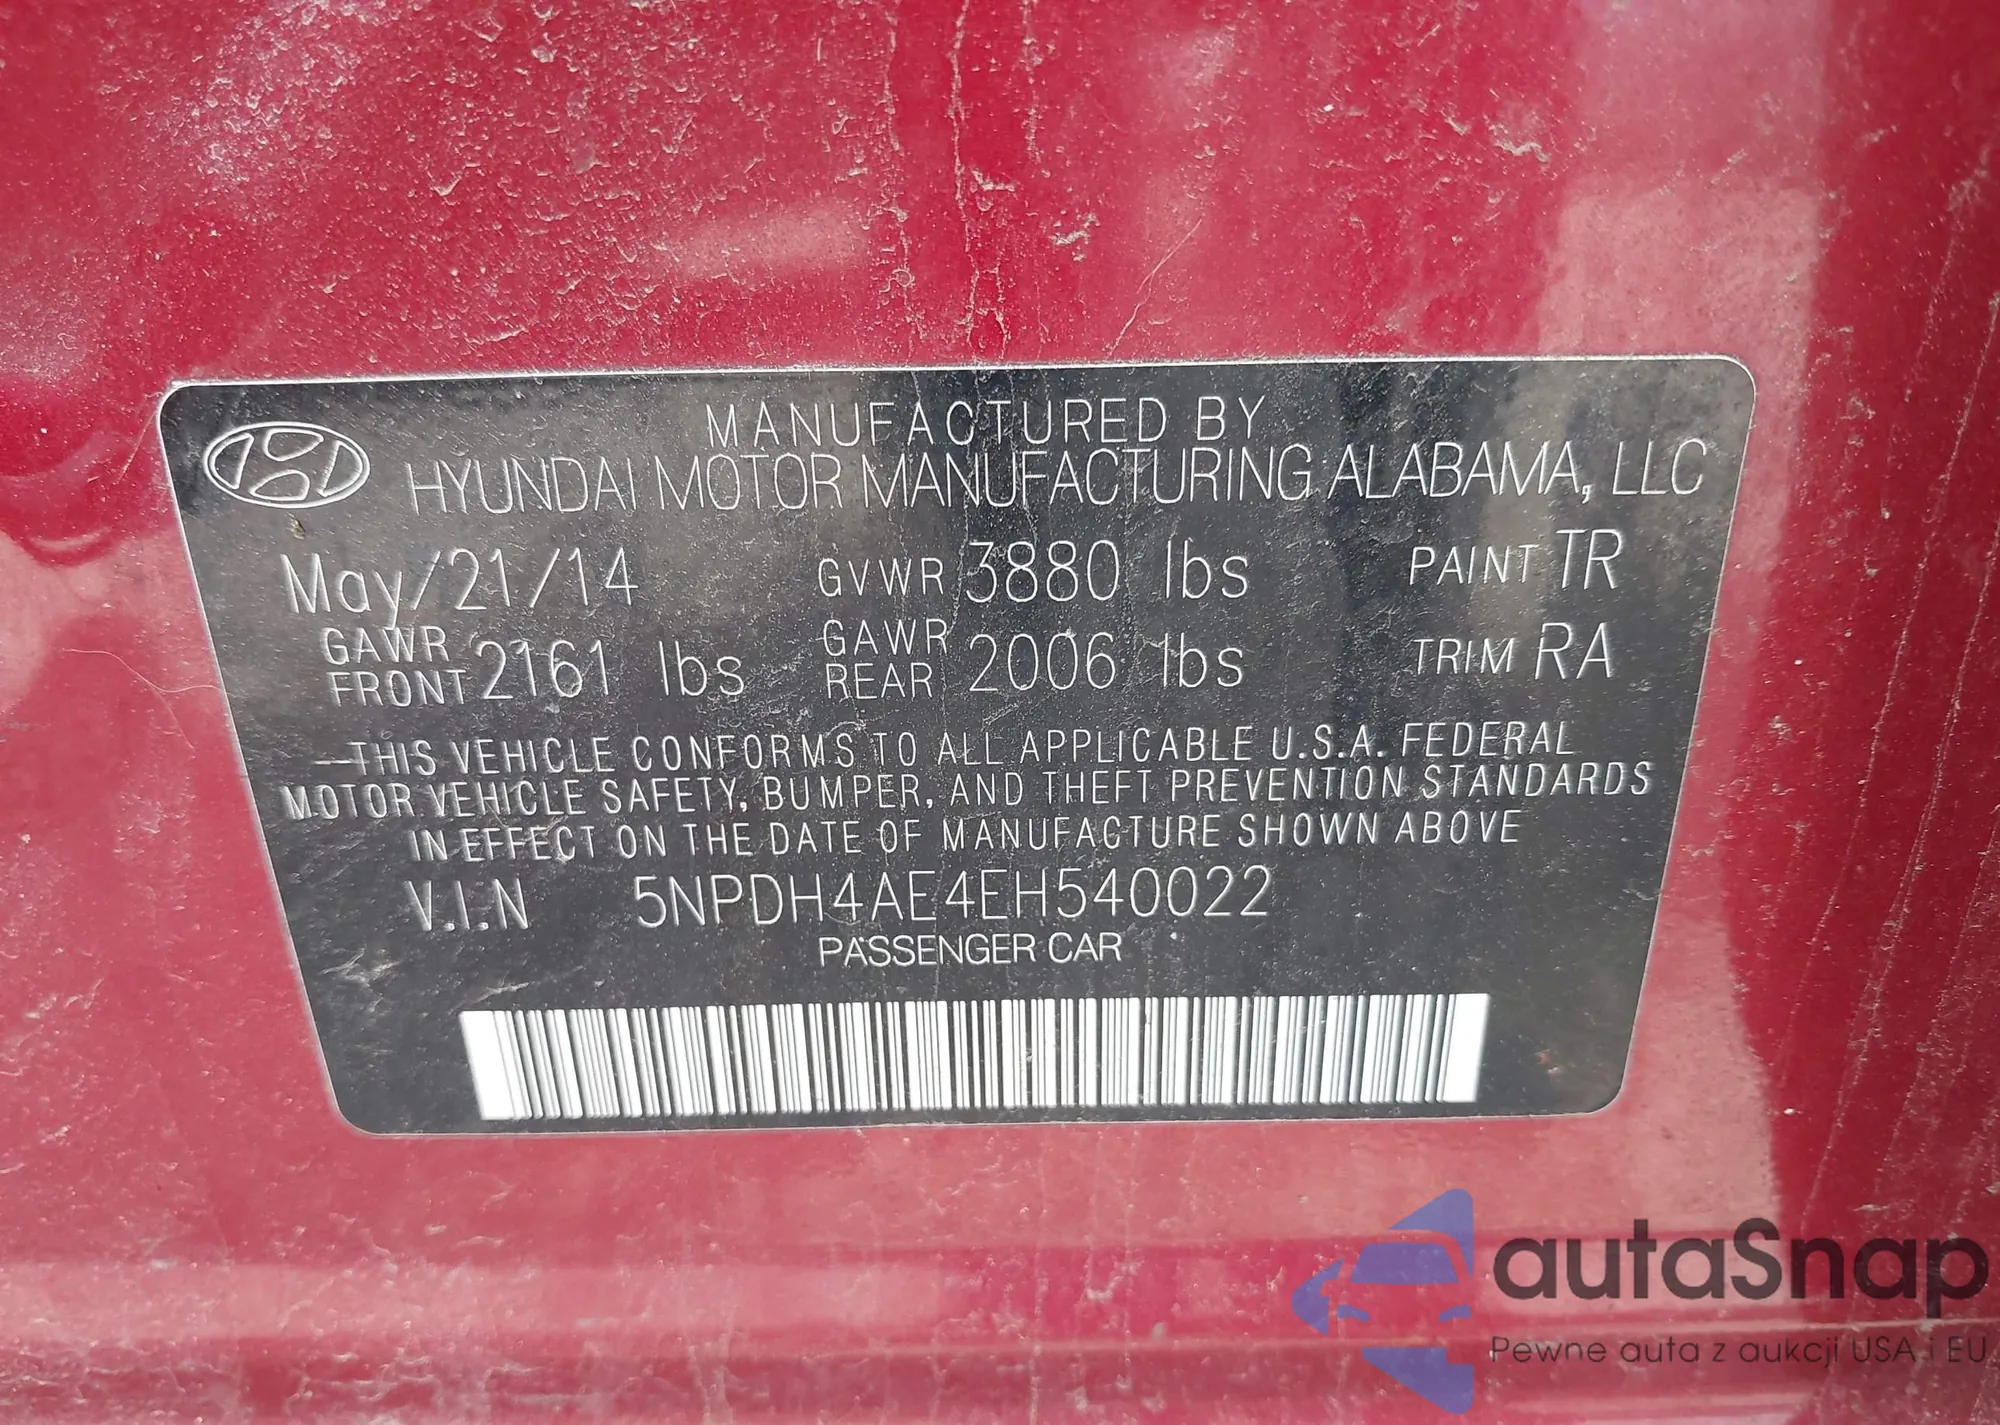 MANUFACTURED BY
HYUNDAI MOTOR MANUFACTURING ALABAMA, LLC
May/21/14 GVWR 3880 lbs PAINT TR
GAWR FRONT 2161 lbs GAWR REAR 2006 lbs TRIM RA
—THIS VEHICLE CONFORMS TO ALL APPLICABLE U.S.A. FEDERAL
MOTOR VEHICLE SAFETY, BUMPER, AND THEFT PREVENTION STANDARDS
IN EFFECT ON THE DATE OF MANUFACTURE SHOWN ABOVE
V.I.N 5NPDH4AE4EH540022
PASSENGER CAR
autaSnap
Pewne auta z aukcji USA i EU